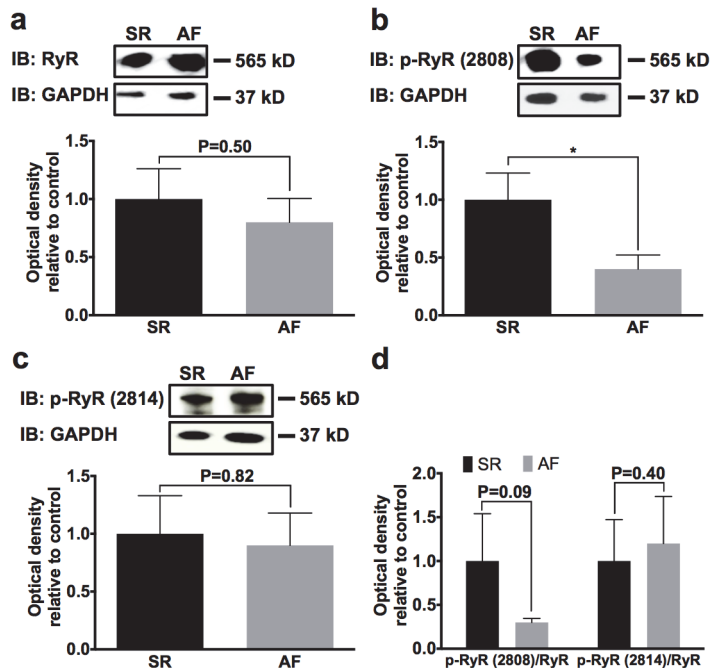 a
SR AF
IB: RyR
565 kD
IB: GAPDH
37 kD
Optical density
relative to control
1.5
1.0
0.5
0.0
P=0.50
SR AF
b
SR AF
IB: p-RyR (2808)
565 kD
IB: GAPDH
37 kD
Optical density
relative to control
1.5
1.0
0.5
0.0
*
SR AF
c
SR AF
IB: p-RyR (2814)
565 kD
IB: GAPDH
37 kD
Optical density
relative to control
1.5
1.0
0.5
0.0
P=0.82
SR AF
d
SR AF
Optical density
relative to control
2.0
1.5
1.0
0.5
0.0
P=0.09
P=0.40
p-RyR (2808)/RyR p-RyR (2814)/RyR